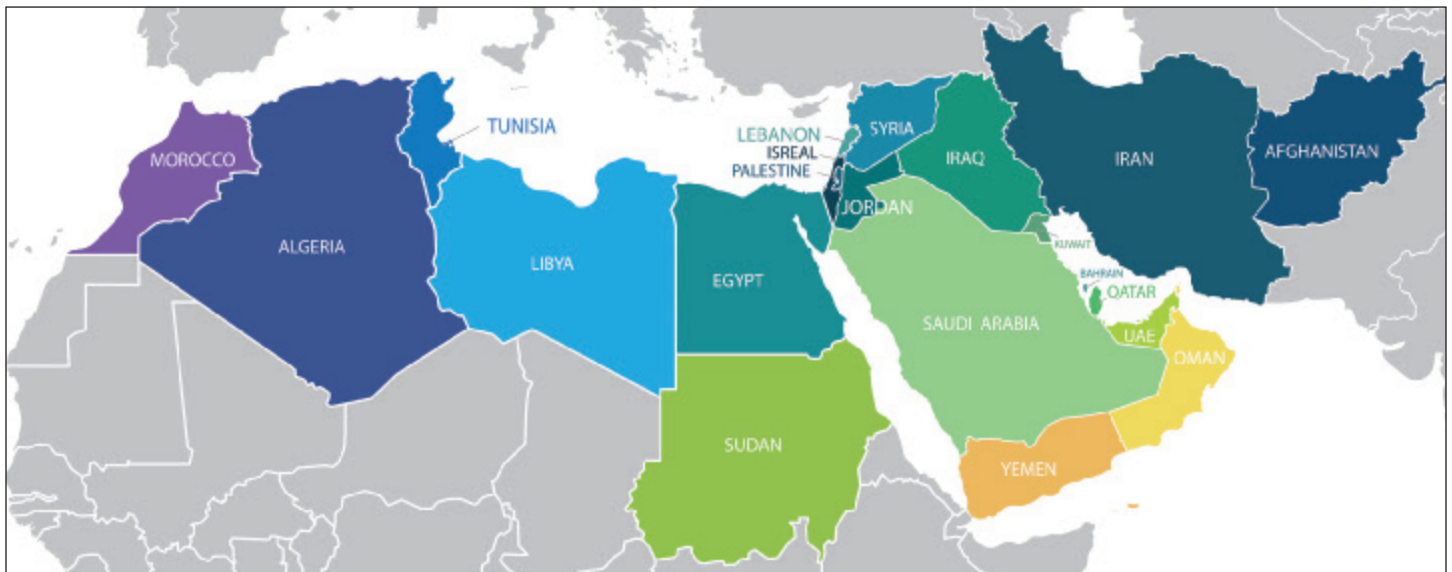 TUNISIA
MOROCCO
ALGERIA
LIBYA
EGYPT
SUDAN
LEBANON
ISREAL
PALESTINE
SYRIA
JORDAN
IRAQ
IRAN
AFGHANISTAN
KUWAIT
BAHRAIN
QATAR
SAUDI ARABIA
UAE
OMAN
YEMEN